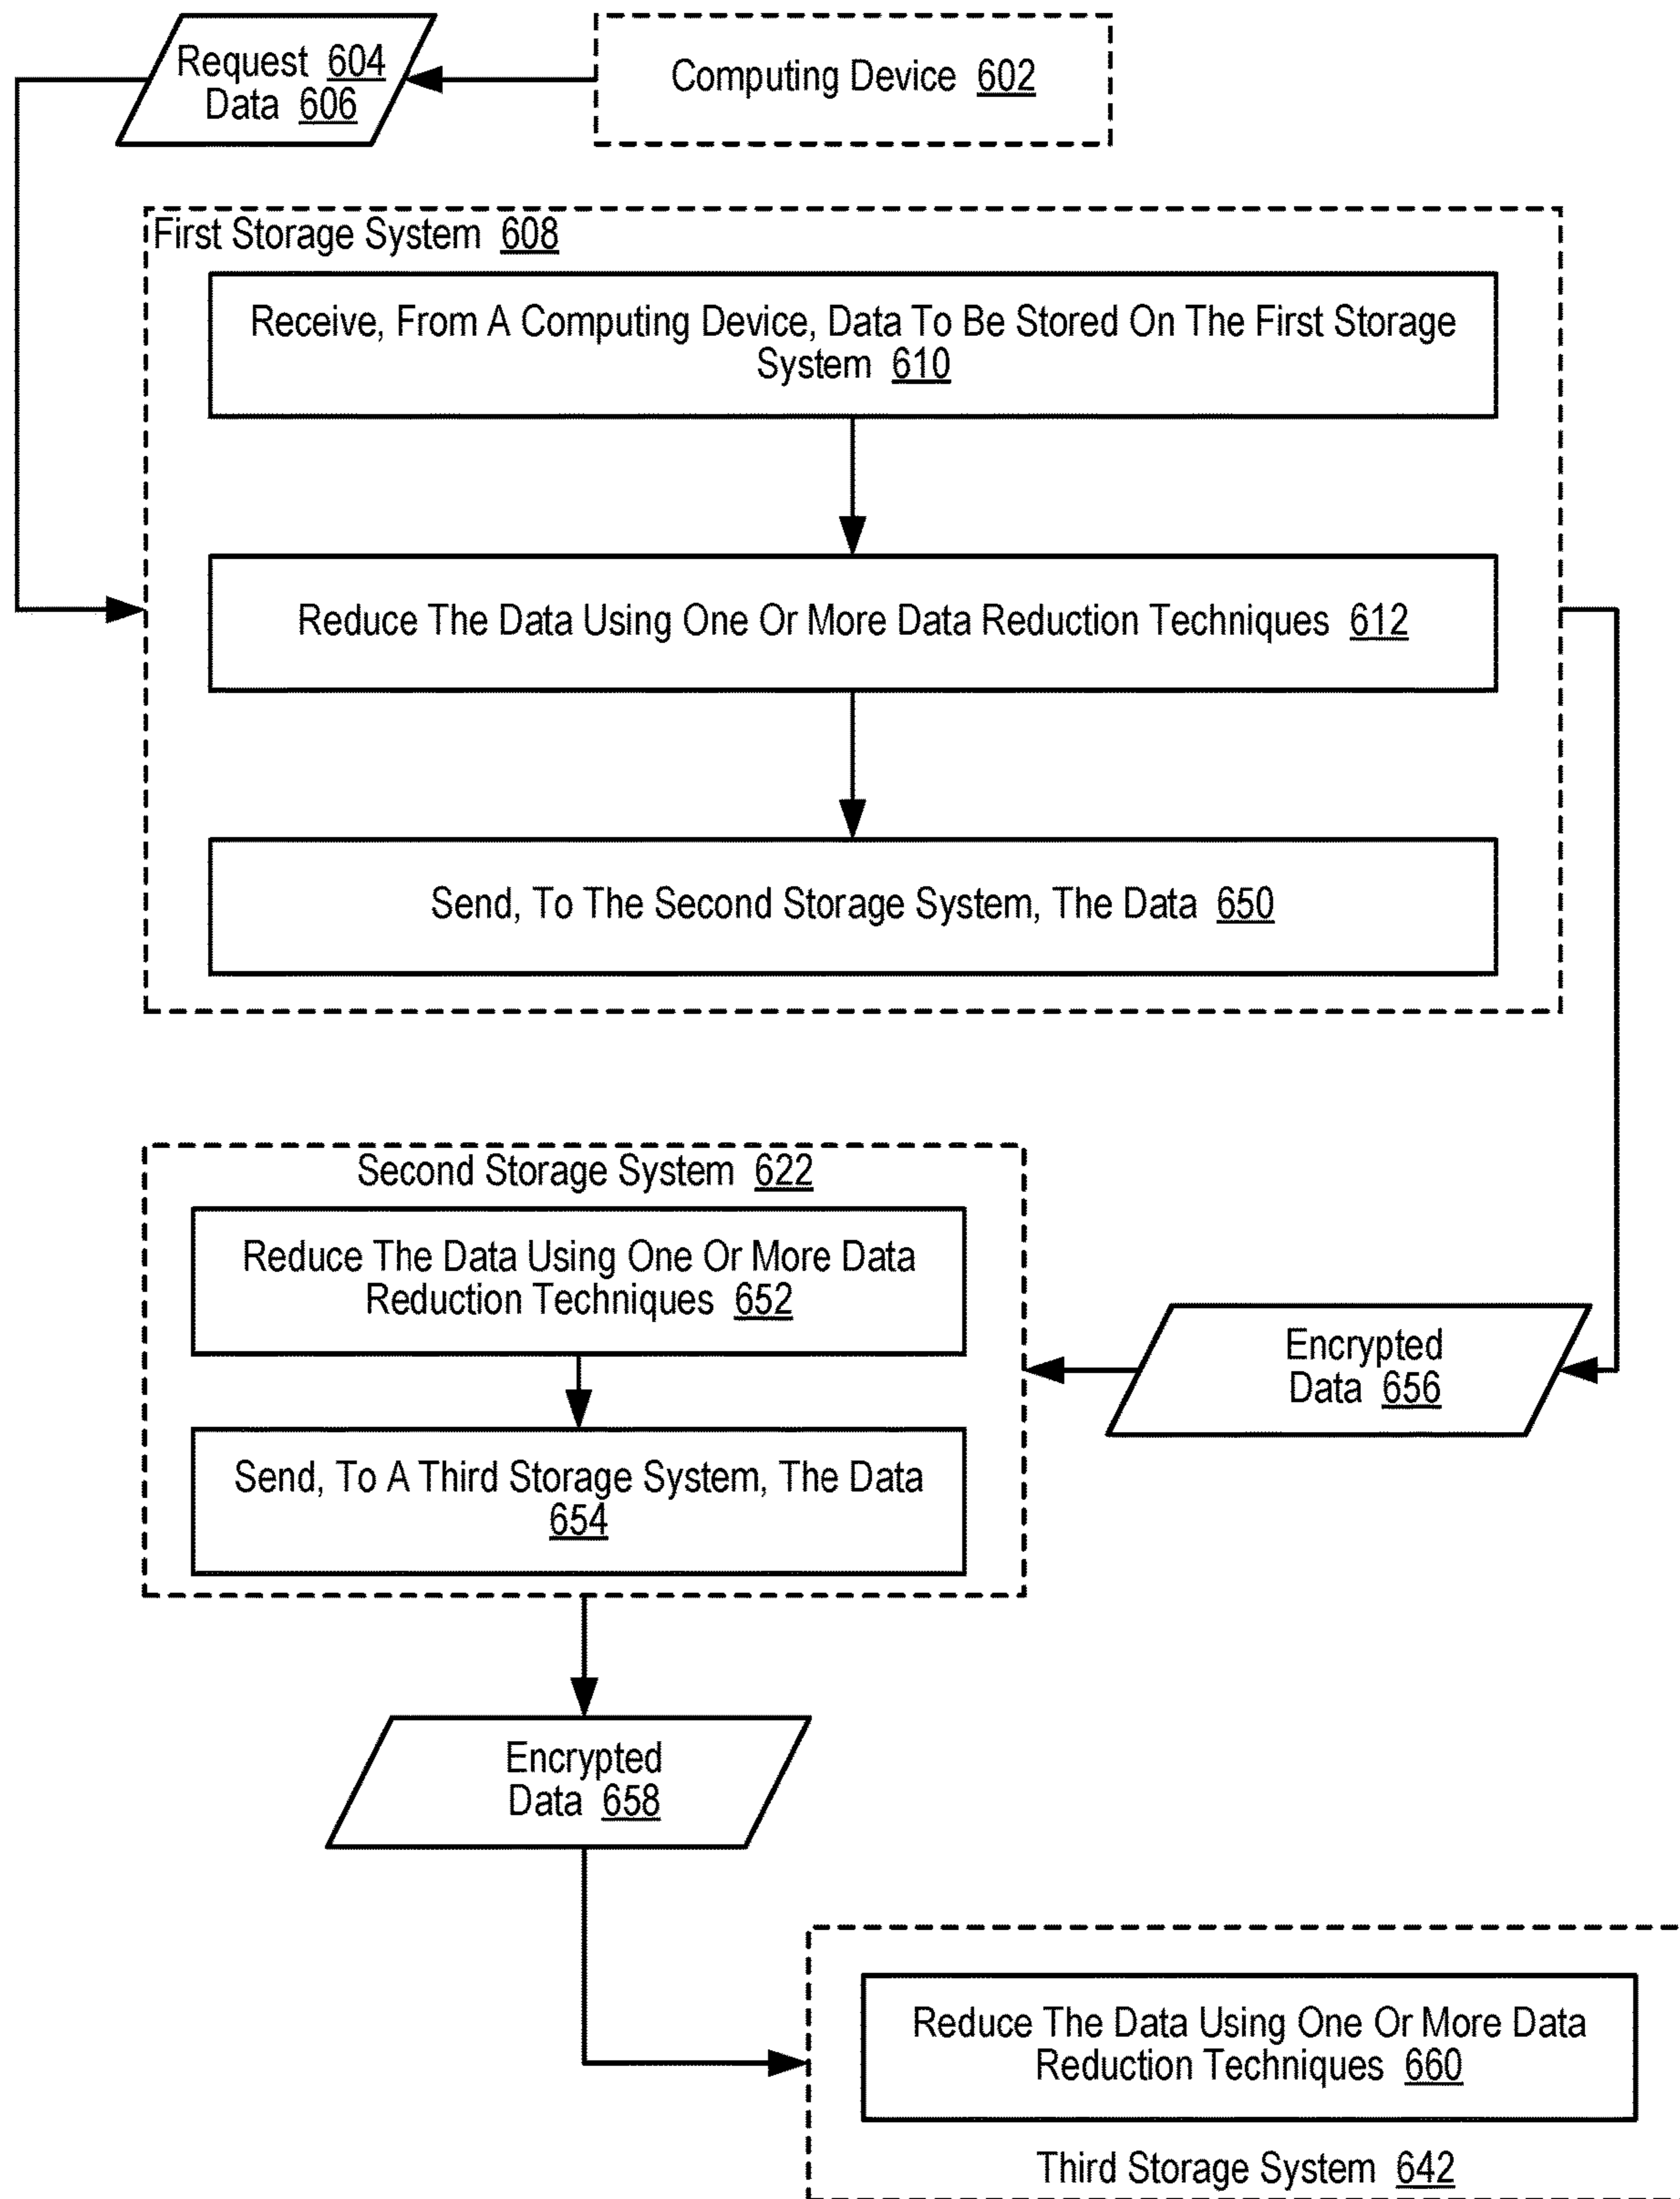 Request 604
Data 606
Computing Device 602
First Storage System 608
Receive, From A Computing Device, Data To Be Stored On The First Storage
System 610
Reduce The Data Using One Or More Data Reduction Techniques 612
Send, To The Second Storage System, The Data 650
Second Storage System 622
Reduce The Data Using One Or More Data
Reduction Techniques 652
Send, To A Third Storage System, The Data
654
Encrypted
Data 656
Encrypted
Data 658
Reduce The Data Using One Or More Data
Reduction Techniques 660
Third Storage System 642